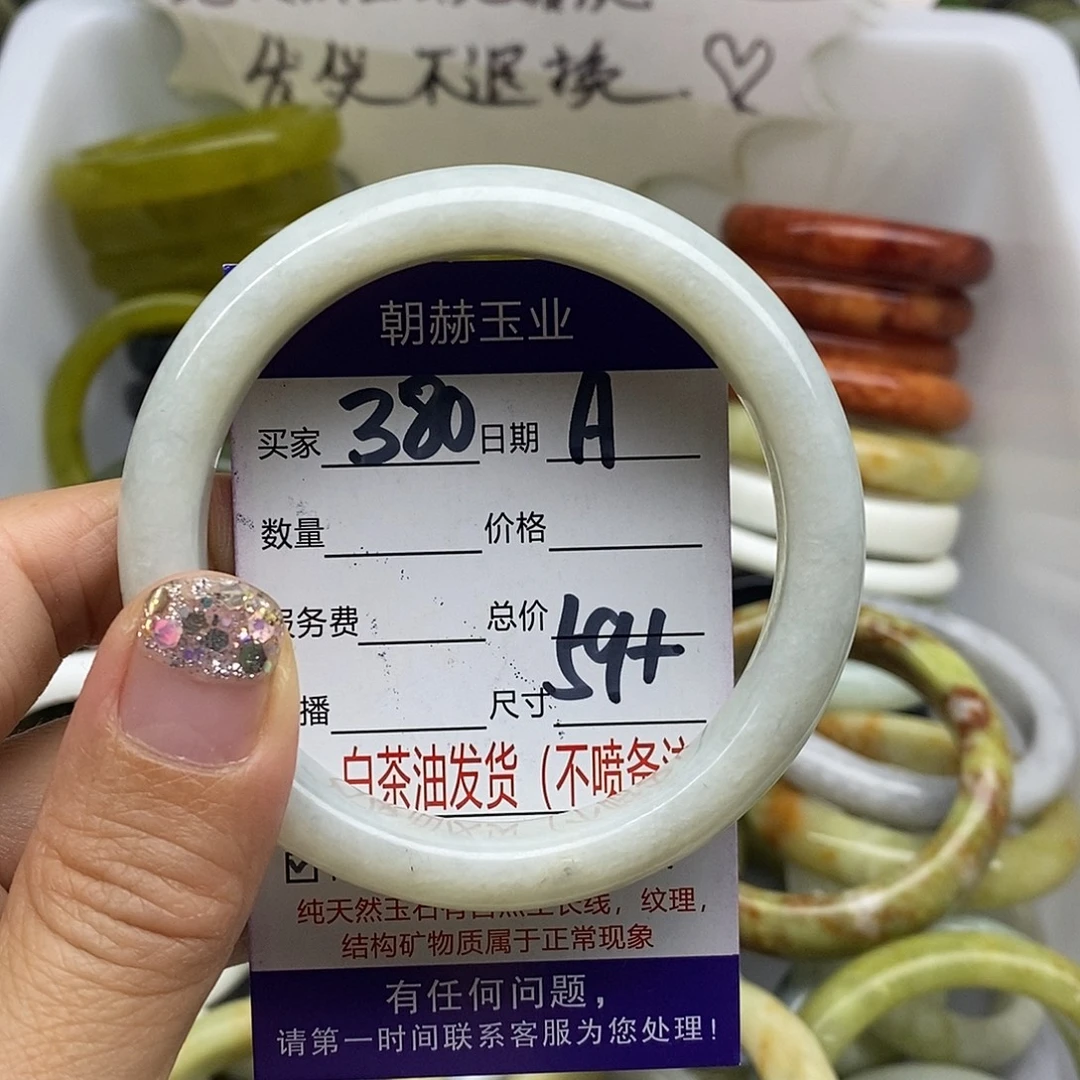 不退换
朝赫玉业
买家 380 日期 A
数量 价格
务费 总价
播 尺寸 59+
白茶油发货（不喷
纯天然玉石有自然生长线，纹理，
结构矿物质属于正常现象
有任何问题，
请第一时间联系客服为您处理！